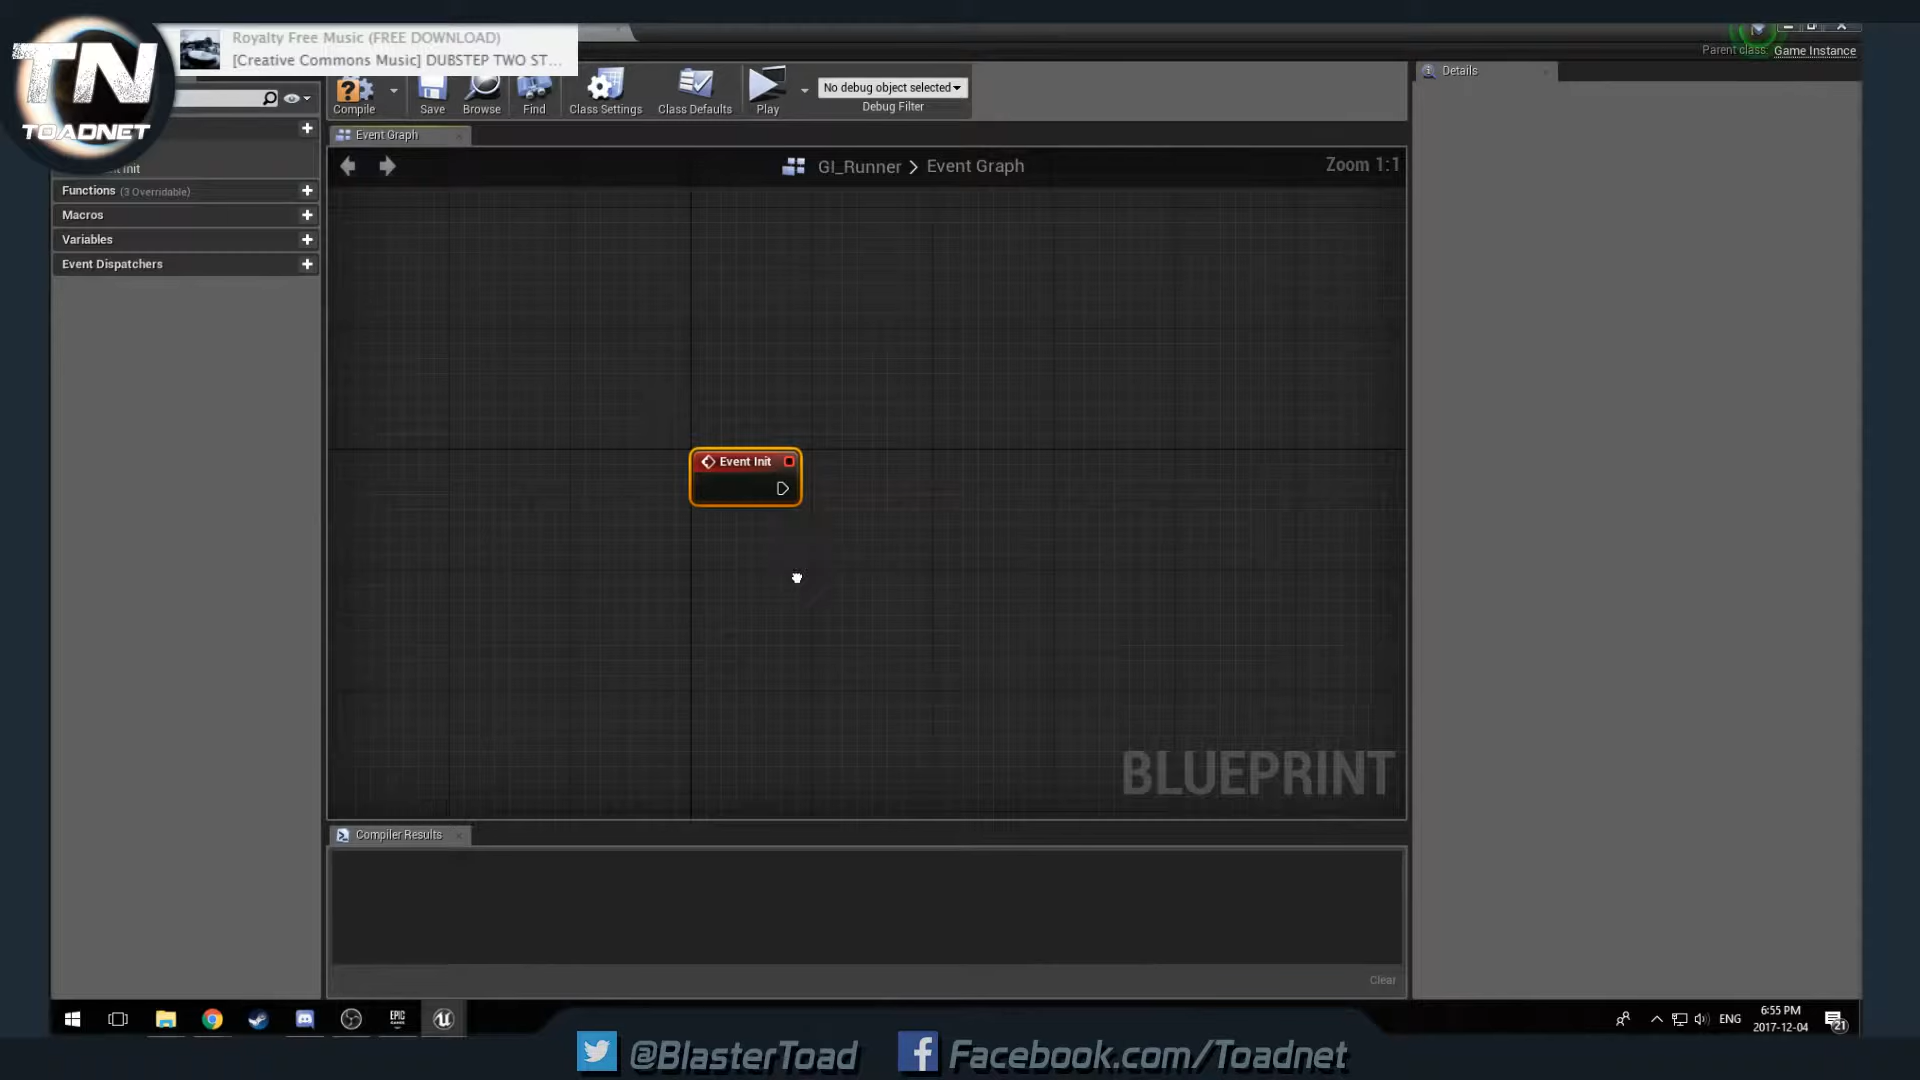 Royalty Free Music (FREE DOWNLOAD)
[Creative Commons Music] DUBSTEP TWO ST...
TN
TOADNET
Parent class: Game Instance
Compile
Save
Browse
Find
Class Settings
Class Defaults
Play
No debug object selected
Debug Filter
Details
Event Graph
GI_Runner > Event Graph
Zoom 1:1
Functions (3 Overridable)
Macros
Variables
Event Dispatchers
Event Init
BLUEPRINT
Compiler Results
Clear
EPIC GAMES
ENG
6:55 PM
2017-12-04
21
@BlasterToad
Facebook.com/Toadnet